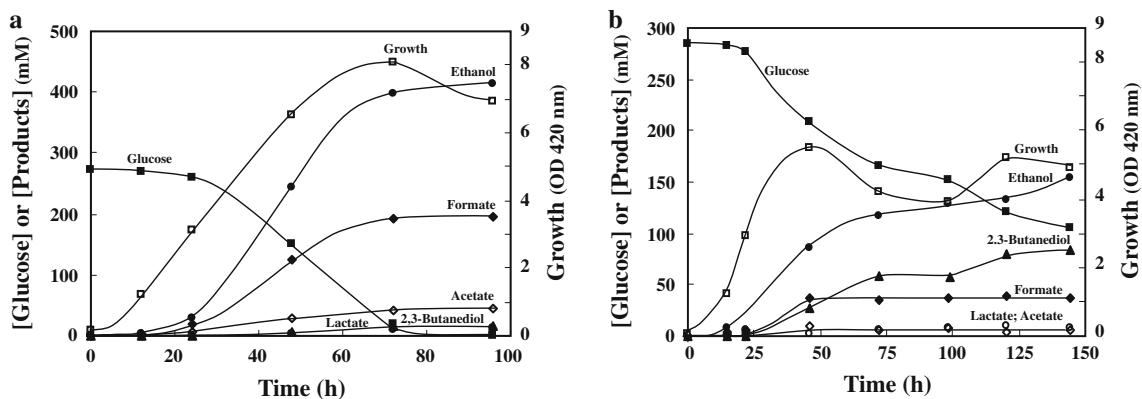 a
[Glucose] or [Products] (mM)
500
400
300
200
100
0
Growth
Ethanol
Glucose
Formate
Acetate
Lactate
2,3-Butanediol
9
8
6
4
2
0
Growth (OD 420 nm)
0
20
40
60
80
100
Time (h)
b
[Glucose] or [Products] (mM)
300
250
200
150
100
50
0
Glucose
Growth
Ethanol
2.3-Butanediol
Formate
Lactate; Acetate
9
8
6
4
2
0
Growth (OD 420 nm)
0
25
50
75
100
125
150
Time (h)